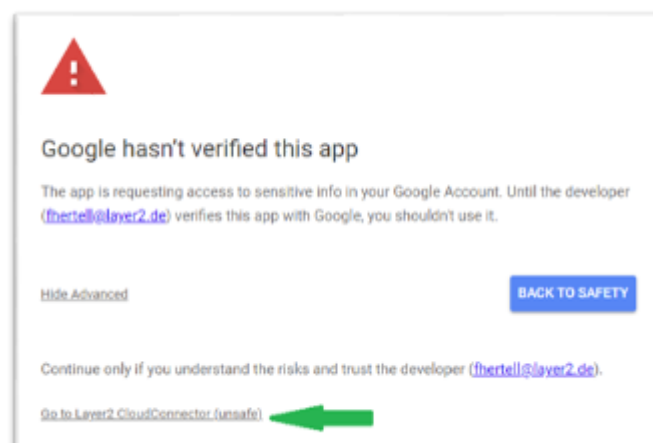 Google hasn't verified this app
The app is requesting access to sensitive info in your Google Account. Until the developer
(fhertell@layer2.de) verifies this app with Google, you shouldn't use it.
Hide Advanced
BACK TO SAFETY
Continue only if you understand the risks and trust the developer (fhertell@layer2.de).
Go to Layer2 CloudConnector (unsafe)